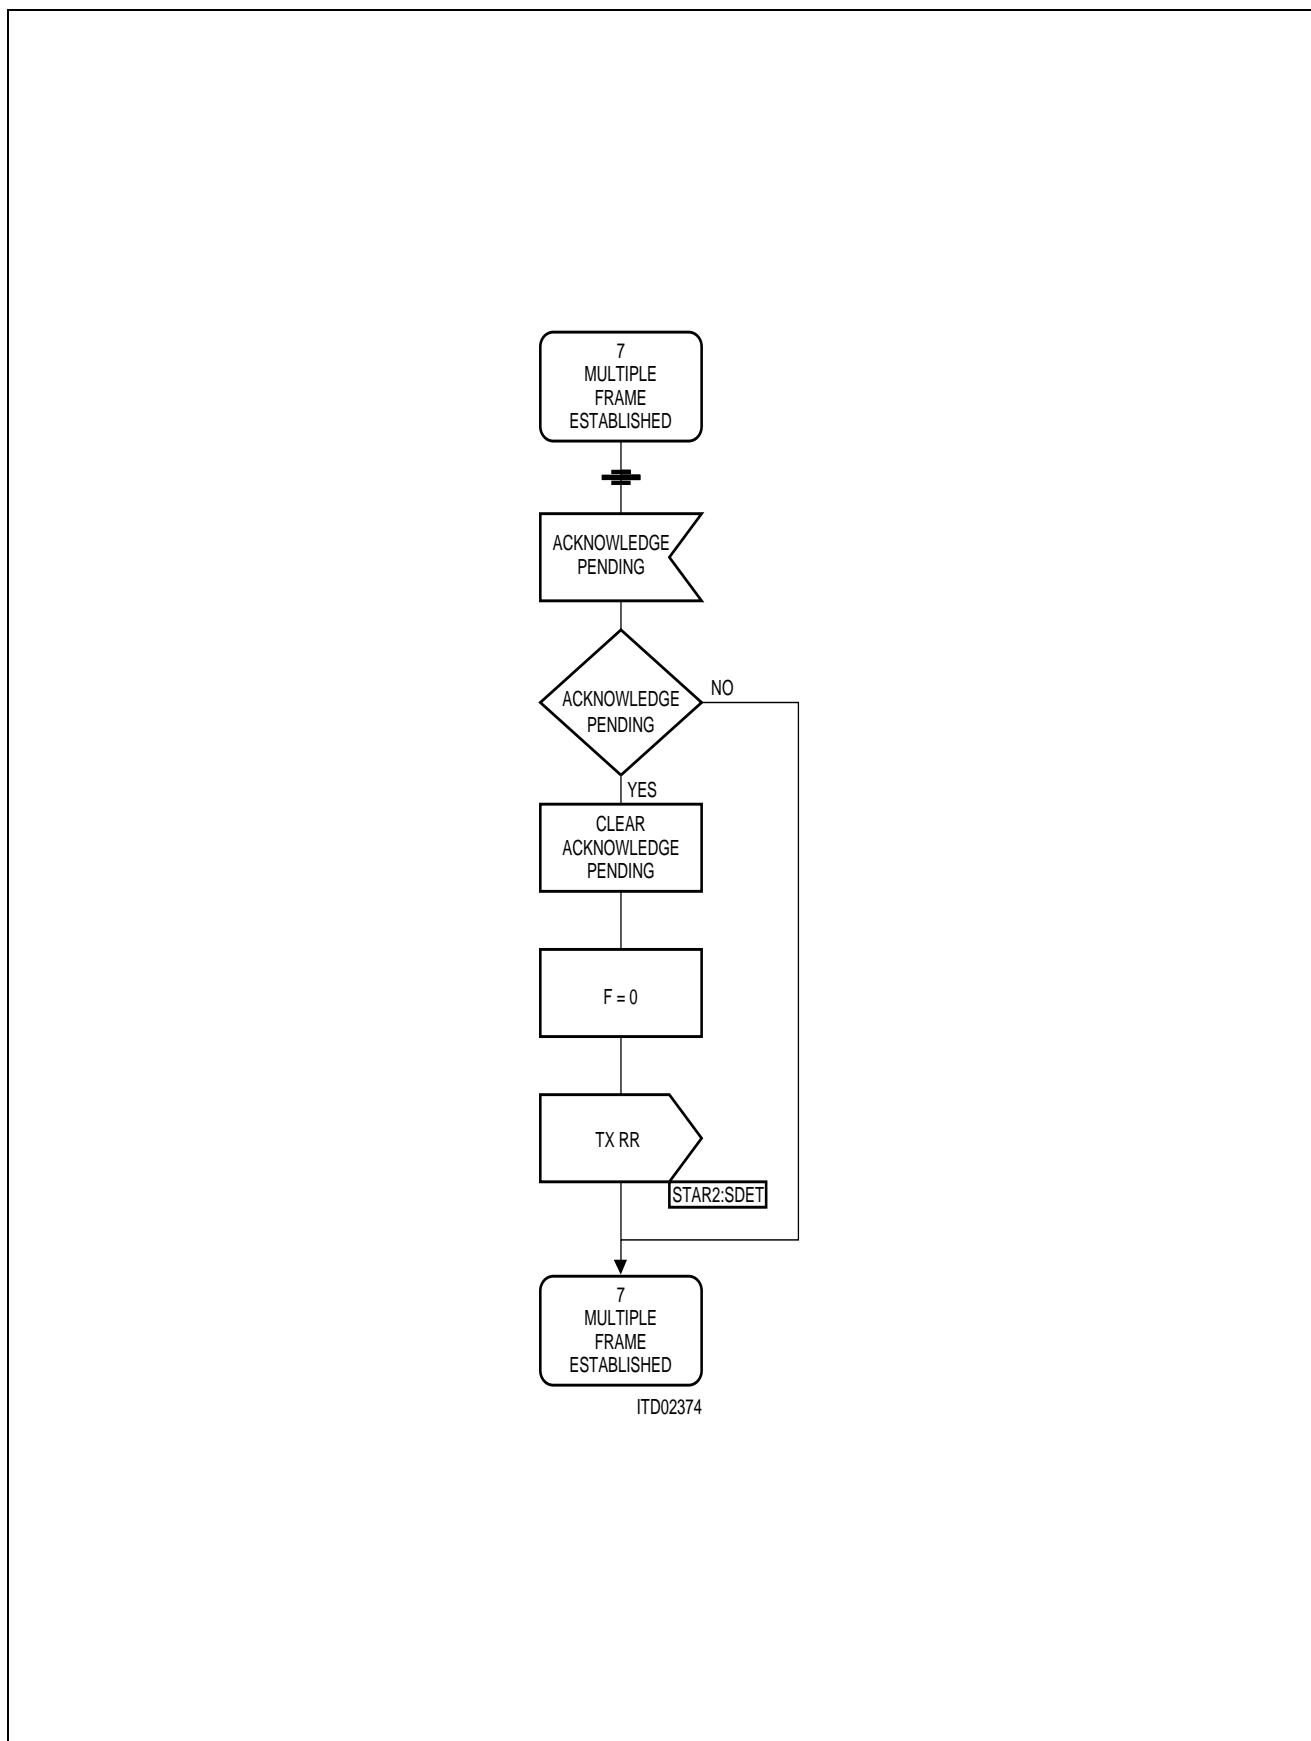 7
MULTIPLE
FRAME
ESTABLISHED
ACKNOWLEDGE
PENDING
ACKNOWLEDGE
PENDING
NO
YES
CLEAR
ACKNOWLEDGE
PENDING
F = 0
TX RR
STAR2:SDET
7
MULTIPLE
FRAME
ESTABLISHED
ITD02374